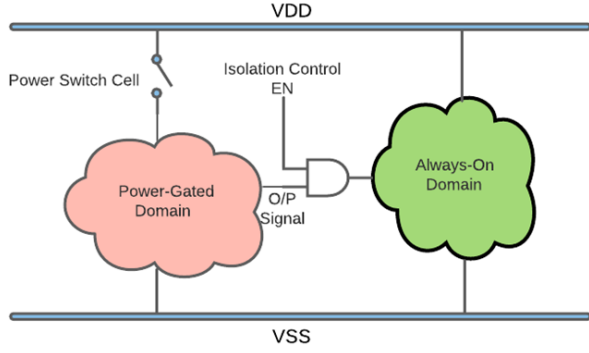 VDD
Power Switch Cell
Isolation Control
EN
Power-Gated
Domain
O/P
Signal
Always-On
Domain
VSS